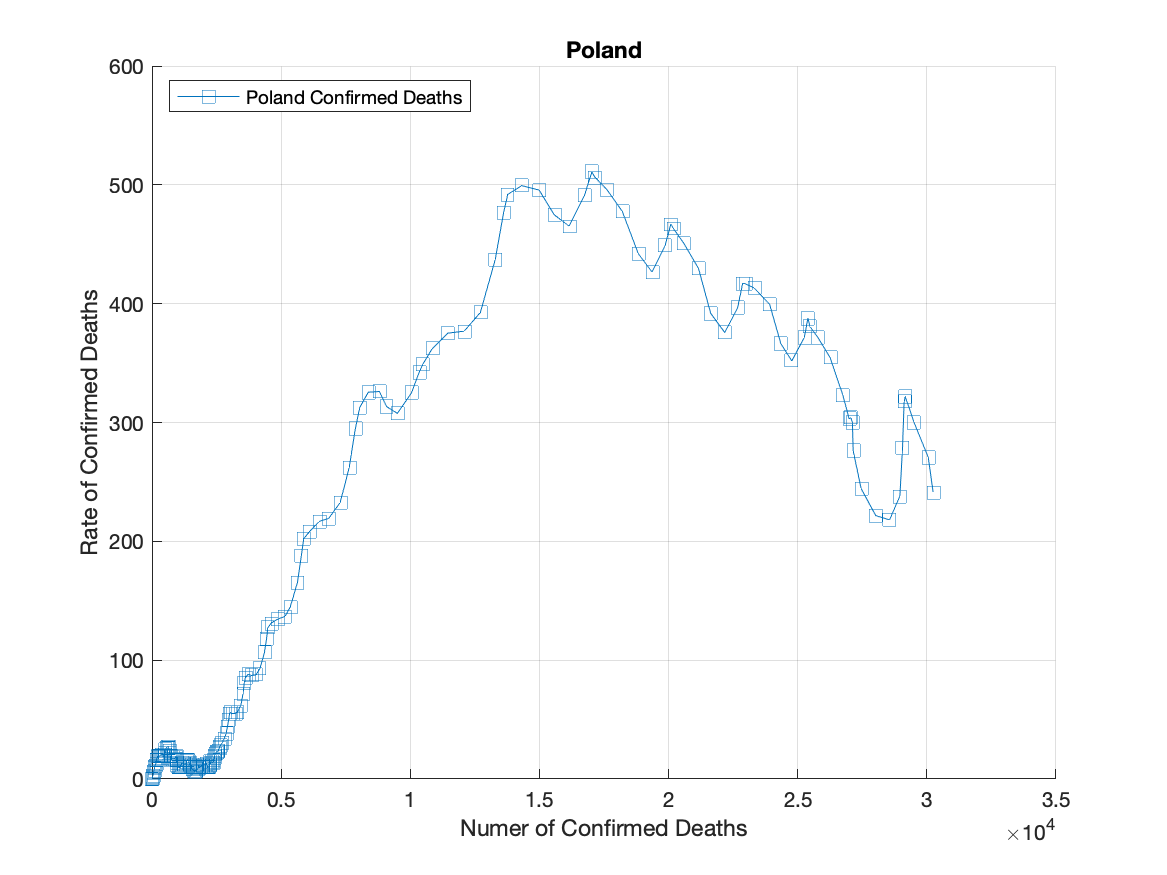 Poland
Poland Confirmed Deaths
600
500
400
300
200
100
0
Rate of Confirmed Deaths
0 0.5 1 1.5 2 2.5 3 3.5
Numer of Confirmed Deaths
×10^4